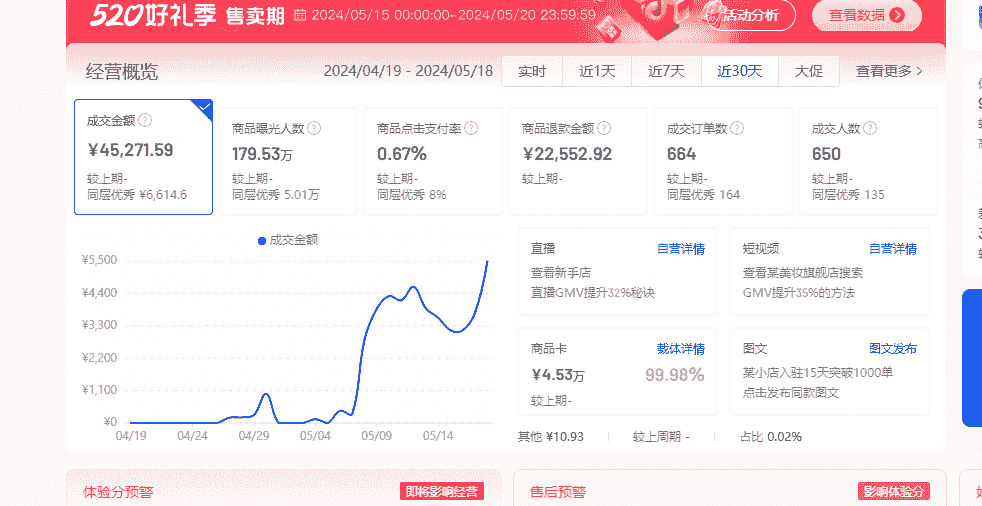 520好礼季 售卖期 2024/05/15 00:00:00~2024/05/20 23:59:59
活动分析
查看数据
经营概览
2024/04/19 - 2024/05/18
实时
近1天
近7天
近30天
大促
查看更多
成交金额
¥45,271.59
较上期-
同层优秀 ¥6,614.6
商品曝光人数
179.53万
较上期-
同层优秀 5.01万
商品点击支付率
0.67%
较上期-
同层优秀 8%
商品退款金额
¥22,552.92
较上期-
成交订单数
664
较上期-
同层优秀 164
成交人数
650
较上期-
同层优秀 135
成交金额
¥5,500
¥4,400
¥3,300
¥2,200
¥1,100
¥0
04/19
04/24
04/29
05/04
05/09
05/14
直播
自营详情
查看新手店
直播GMV提升32%秘诀
短视频
自营详情
查看某美妆旗舰店搜索
GMV提升35%的方法
商品卡
载体详情
¥4.53万
99.98%
较上期-
图文
图文发布
某小店入驻15天突破1000单
点击发布同款图文
其他 ¥10.93
较上周期 -
占比 0.02%
体验分预警
即将影响经营
售后预警
影响体验分